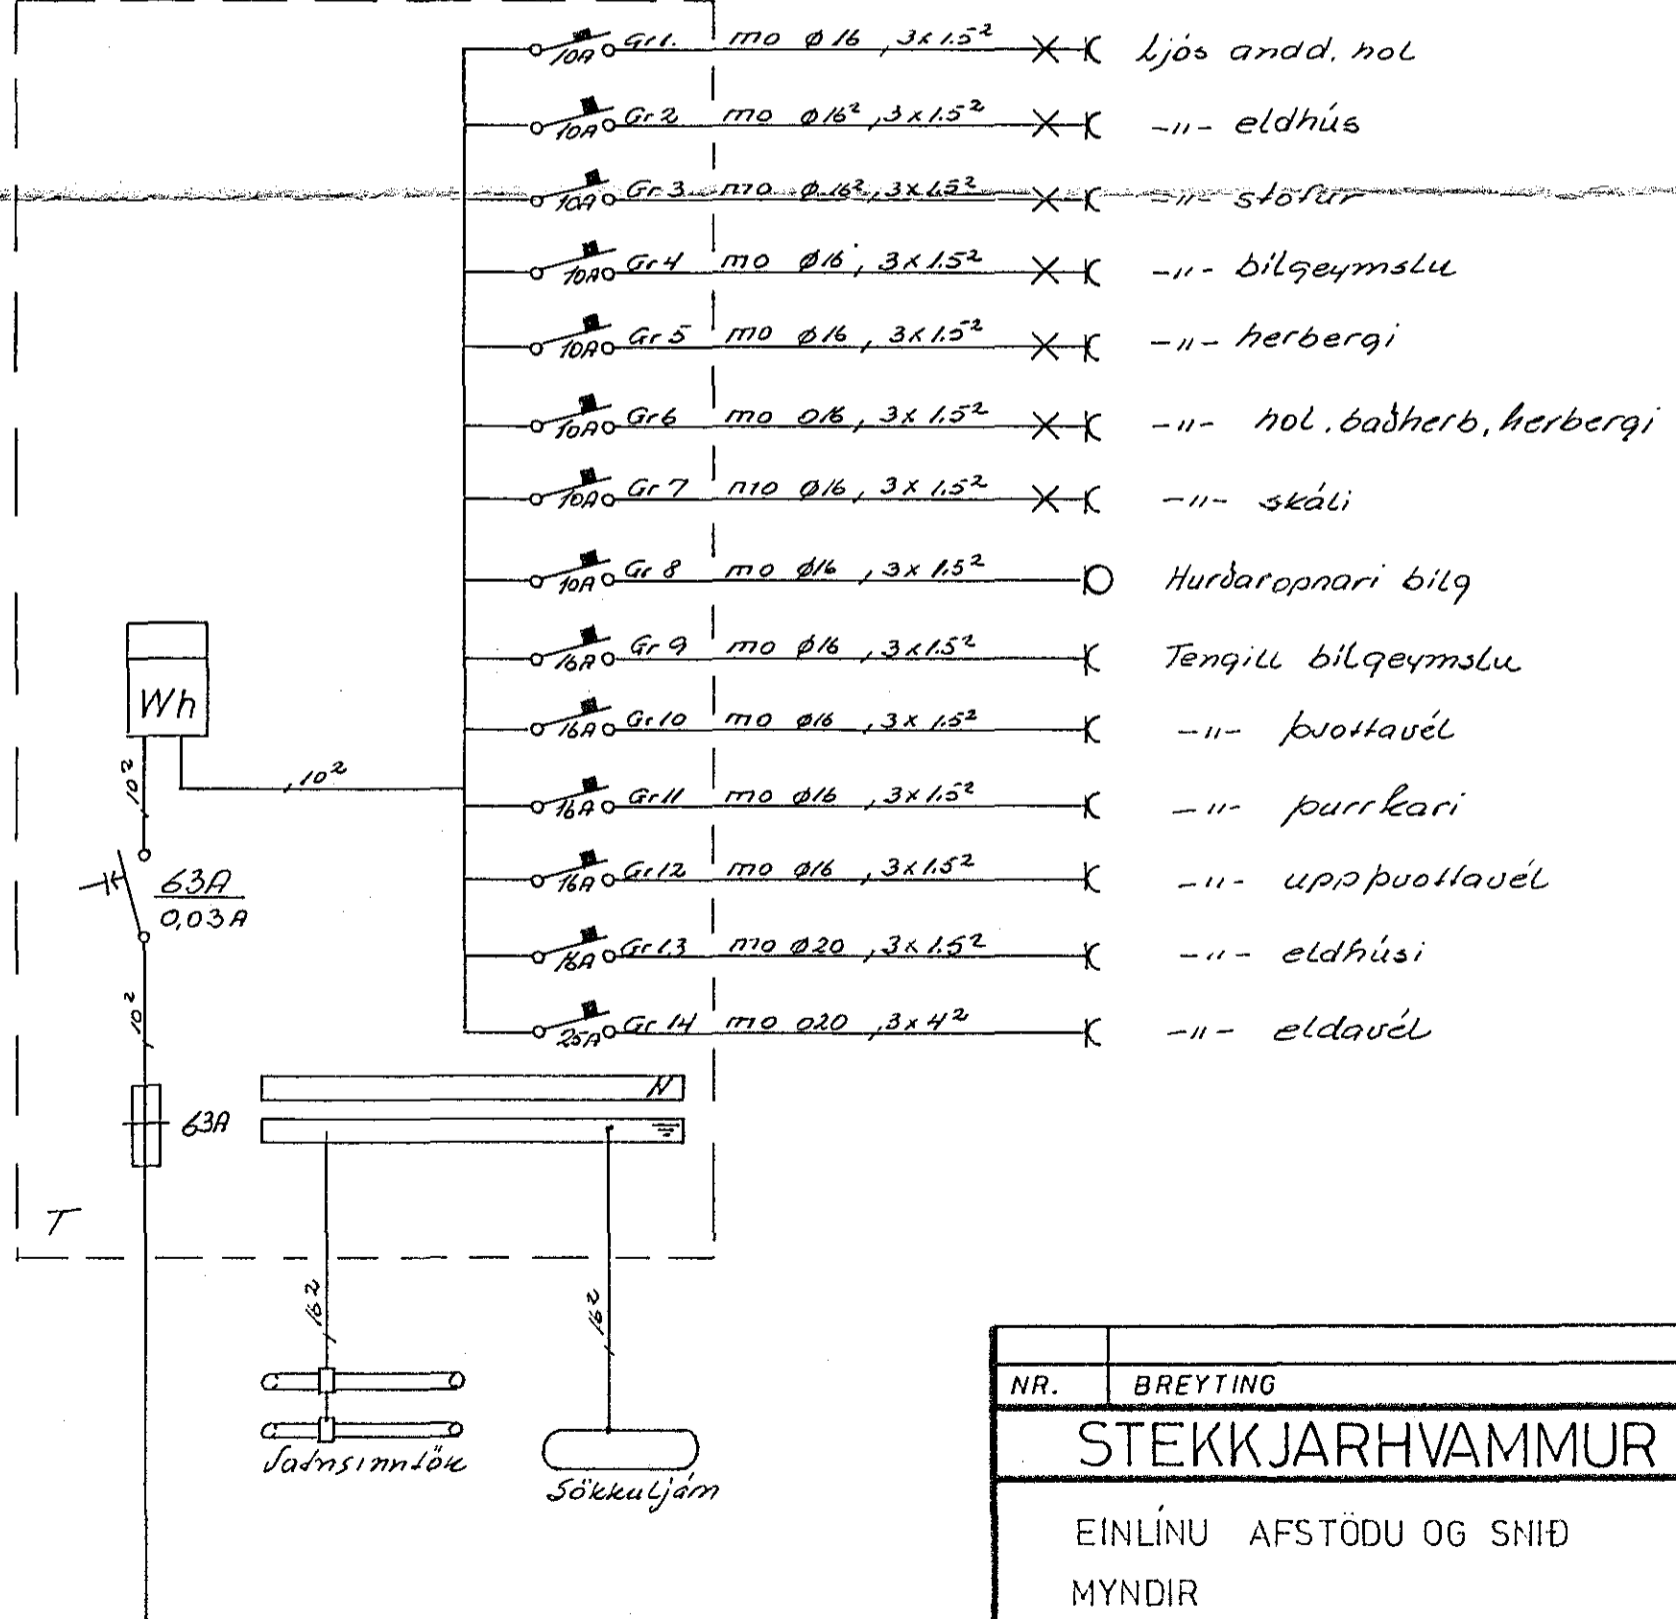 10A Gr1. mo ø16, 3x1.5² Ljós andd. hol
10A Gr2 mo ø16², 3x1.5² -"- eldhús
10A Gr3 mo ø16², 3x1.5² -"- stofur
10A Gr4 mo ø16, 3x1.5² -"- bílgeymslu
10A Gr5 mo ø16, 3x1.5² -"- herbergi
10A Gr6 mo O16, 3x1.5² -"- hol. baðherb, herbergi
10A Gr7 mo ø16, 3x1.5² -"- skáli
10A Gr8 mo ø16, 3x1.5² Hurðaropnari bílg
16A Gr9 mo ø16, 3x1.5² Tengill bílgeymslu
16A Gr10 mo ø16, 3x1.5² -"- þvottavél
16A Gr11 mo ø16, 3x1.5² -"- þurrkari
16A Gr12 mo ø16, 3x1.5² -"- uppþvottavél
16A Gr13 mo ø20, 3x1.5² -"- eldhúsi
25A Gr14 mo O20, 3x4² -"- eldavél
Wh
10²
10²
63A
0,03A
10²
63A
N
T
16²
16²
Vatnsinntök
Sökkuljárn
NR. BREYTING
STEKKJARHVAMMUR
EINLÍNU AFSTÖÐU OG SNIÐ
MYNDIR